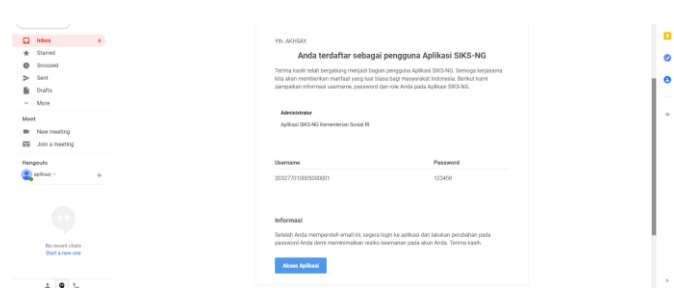 Inbox
Starred
Snoozed
Sent
Drafts
More
Meet
New meeting
Join a meeting
Hangouts
aplikasi
No recent chats
Start a new one
Yth. AKHSAY,
Anda terdaftar sebagai pengguna Aplikasi SIKS-NG
Terima kasih telah bergabung menjadi bagian pengguna Aplikasi SIKS-NG. Semoga kerjasama
kita akan memberikan manfaat yang luar biasa bagi masyarakat Indonesia. Berikut kami
sampaikan informasi username, password dan role Anda pada Aplikasi SIKS-NG.
Administrator
Aplikasi SIKS-NG Kementerian Sosial RI
Username Password
123456
Informasi
Setelah Anda memperoleh email ini, segera login ke aplikasi dan lakukan perubahan pada
password Anda demi meminimalkan resiko keamanan pada akun Anda. Terima kasih.
Akses Aplikasi